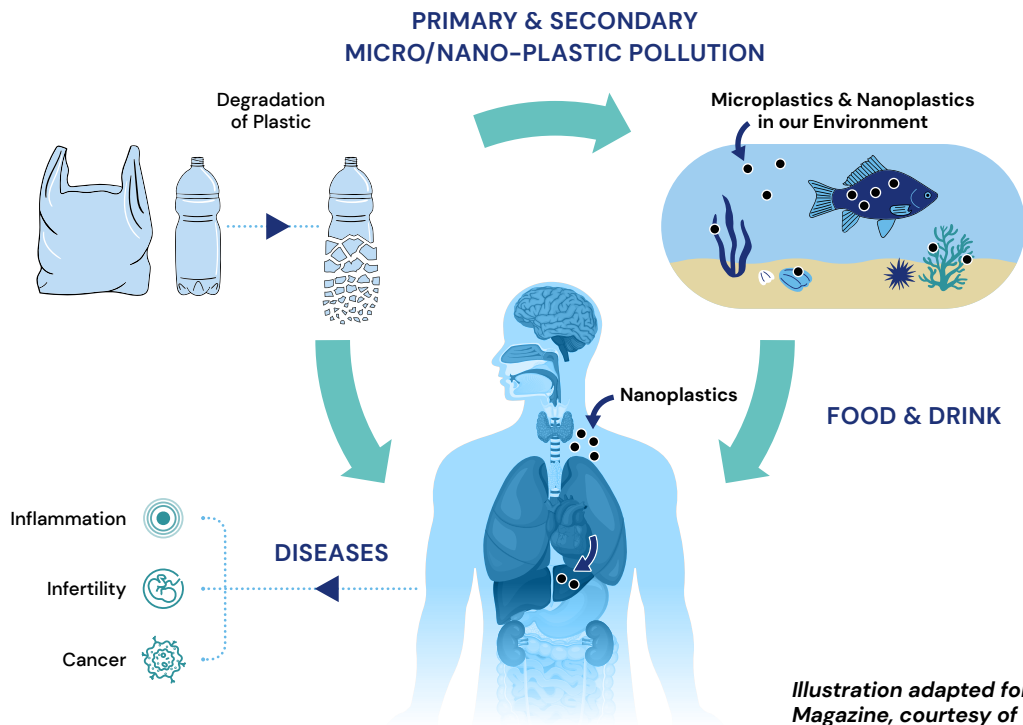 PRIMARY & SECONDARY
MICRO/NANO-PLASTIC POLLUTION
Degradation
of Plastic
Microplastics & Nanoplastics
in our Environment
Nanoplastics
FOOD & DRINK
DISEASES
Inflammation
Infertility
Cancer
Illustration adapted for
Magazine, courtesy of